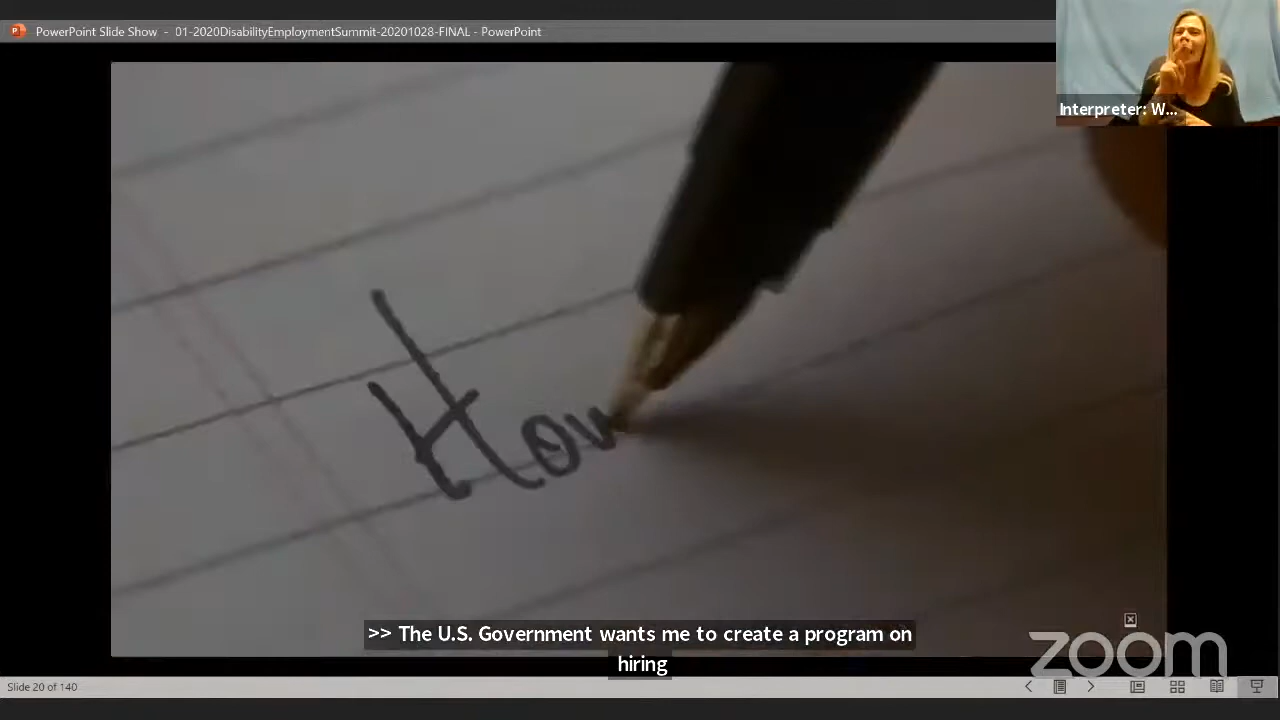 PowerPoint Slide Show - 01-2020DisabilityEmploymentSummit-20201028-FINAL - PowerPoint
Interpreter: W...
How
>> The U.S. Government wants me to create a program on
hiring
zoom
Slide 20 of 140